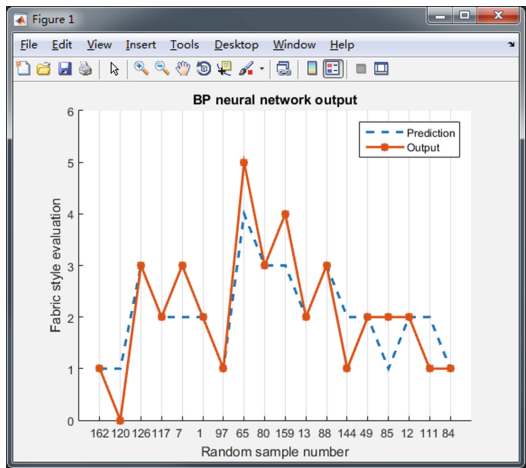 Figure 1
File Edit View Insert Tools Desktop Window Help
BP neural network output
Prediction
Output
Fabric style evaluation
6
5
4
3
2
1
0
162 120 126 117 7 1 97 65 80 159 13 88 144 49 85 12 111 84
Random sample number